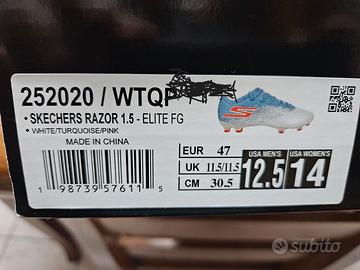 252020 / WTQP
• SKECHERS RAZOR 1.5 - ELITE FG
• WHITE/TURQUOISE/PINK
MADE IN CHINA
1 98739 57611 5
EUR 47
UK 11.5/11.5
CM 30.5
USA MEN'S
12.5
USA WOMEN'S
14
subito